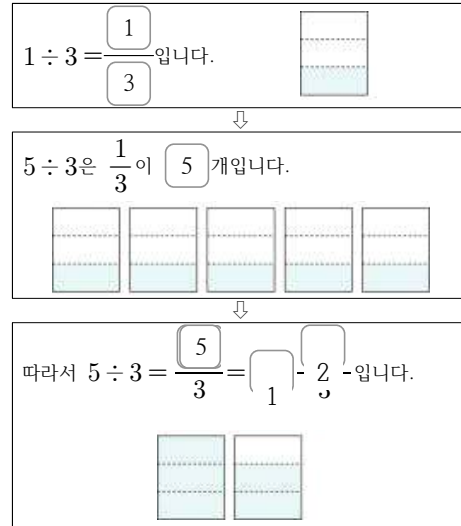 1÷3=1/3입니다.
⇩
5÷3은 1/3이 5개입니다.
⇩
따라서 5÷3=5/3=1 2/3입니다.